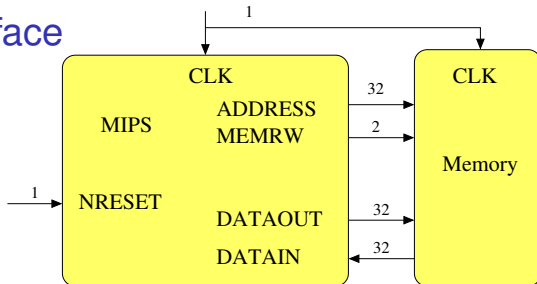 1
face
CLK
CLK
32
ADDRESS
MIPS
2
MEMRW
Memory
1
NRESET
32
DATAOUT
32
DATAIN